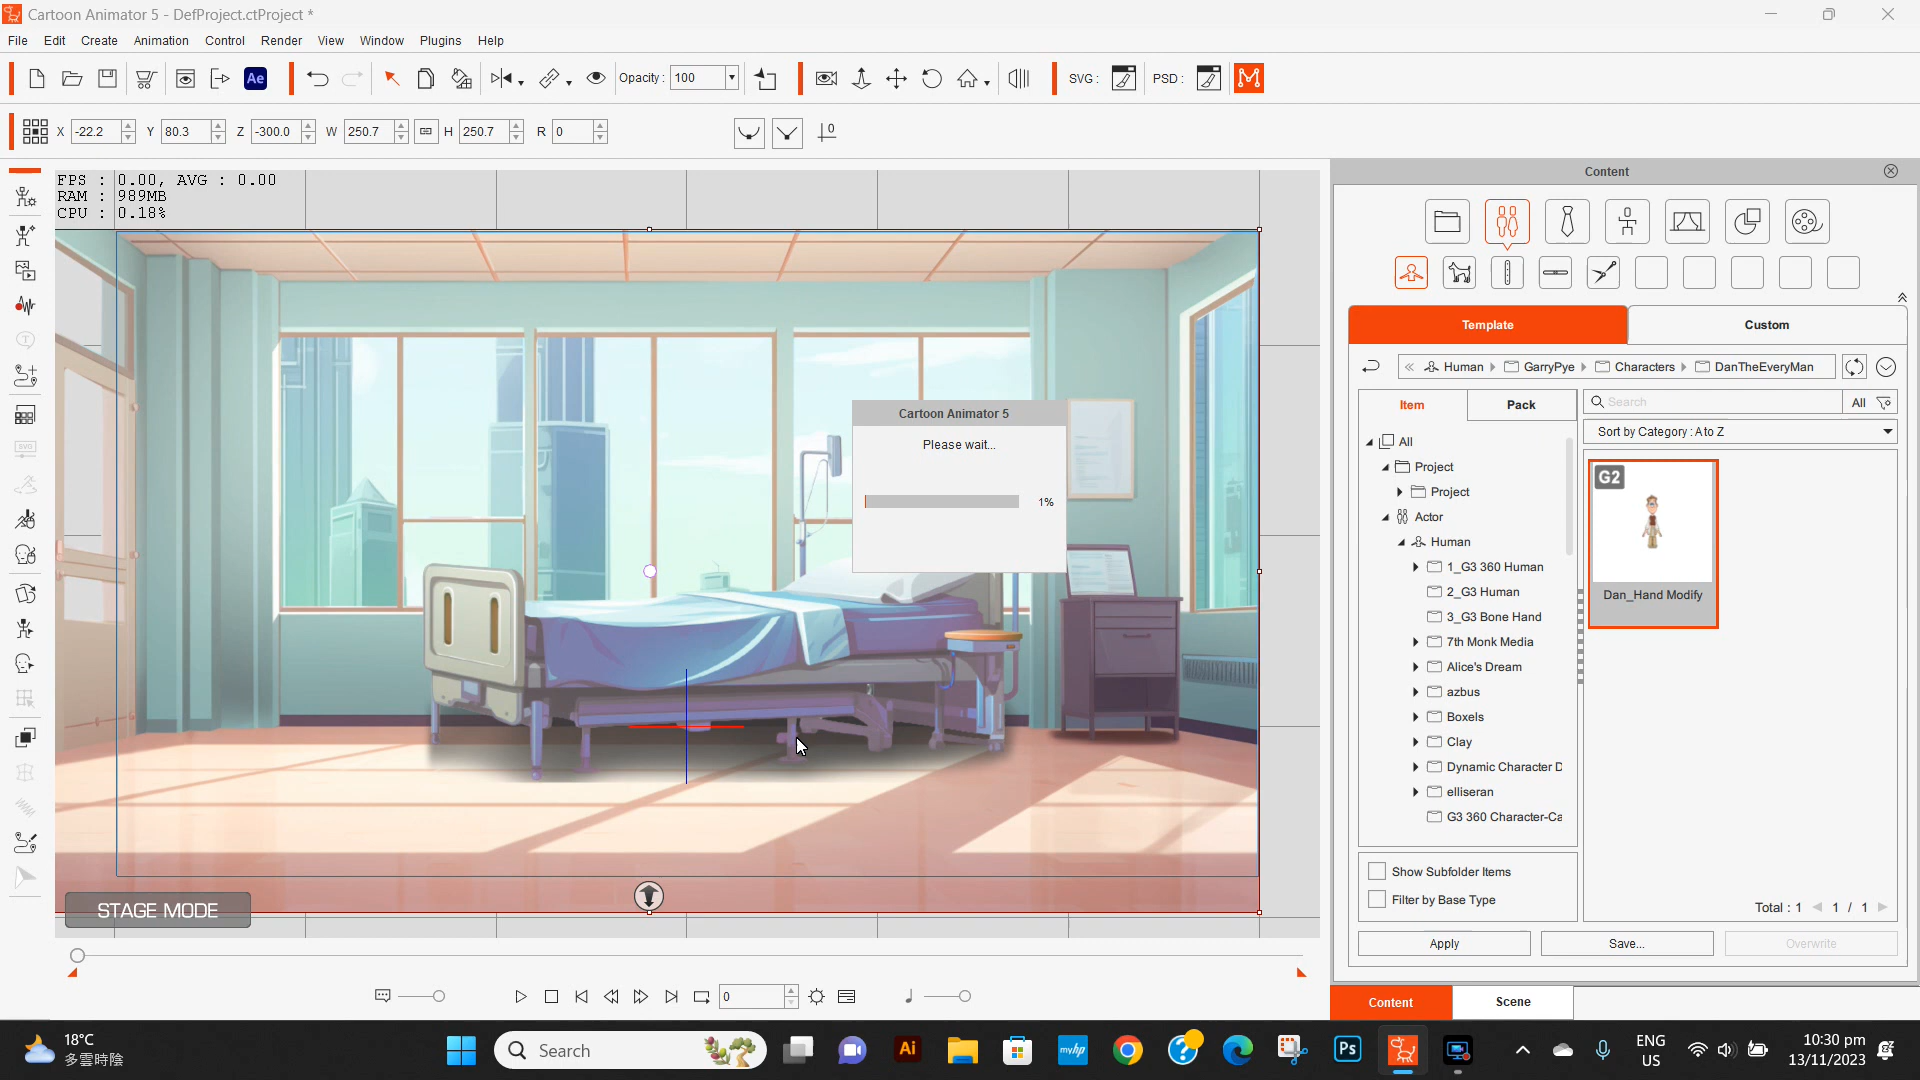 Cartoon Animator 5 - DefProject.ctProject *
File Edit Create Animation Control Render View Window Plugins Help
Ae Opacity : 100 SVG : PSD :
X -22.2 Y 80.3 Z -300.0 W 250.7 H 250.7 R 0 0
FPS : 0.00, AVG : 0.00
RAM : 989MB
CPU : 0.18%
Cartoon Animator 5
Please wait...
1%
STAGE MODE
0
Content
Template Custom
« Human GarryPye Characters DanTheEveryMan
Item Pack
Search All
Sort by Category : A to Z
All
Project
Project
Actor
Human
1_G3 360 Human
2_G3 Human
3_G3 Bone Hand
7th Monk Media
Alice's Dream
azbus
Boxels
Clay
Dynamic Character D
elliseran
G3 360 Character-Ca
G2
Dan_Hand Modify
Show Subfolder Items
Filter by Base Type
Total : 1 1 / 1
Apply Save... Overwrite
Content Scene
18°C
多雲時陰
Search
Ai
myhp
Ps
ENG
US
10:30 pm
13/11/2023